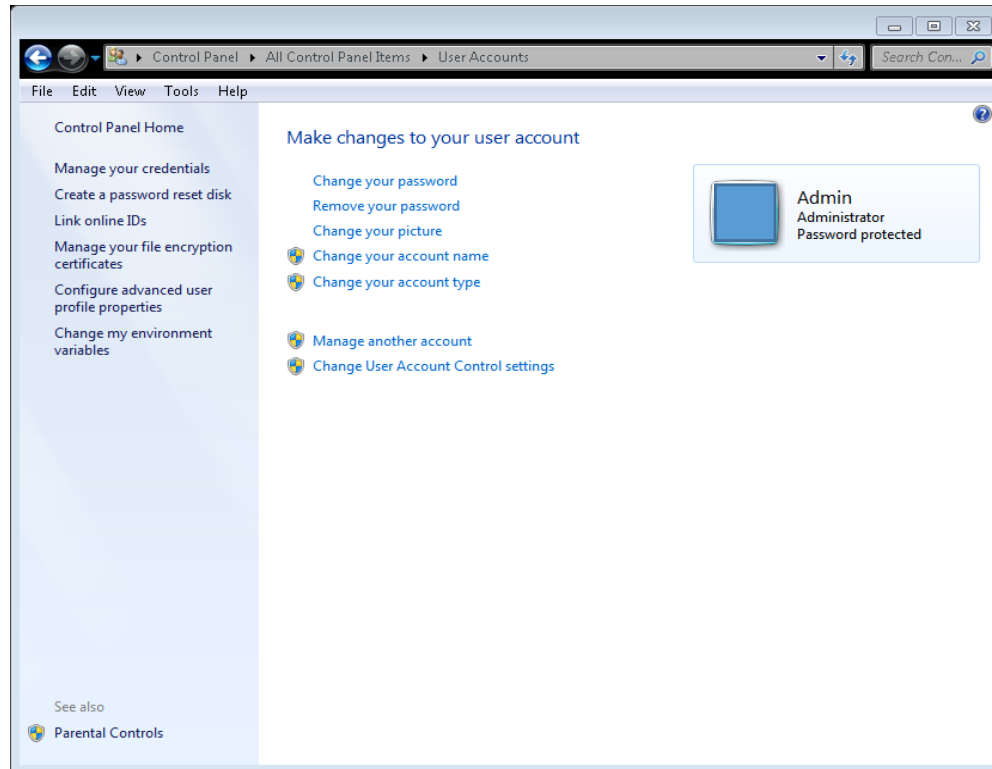 Control Panel ▸ All Control Panel Items ▸ User Accounts
Search Con...
File Edit View Tools Help
Control Panel Home
Manage your credentials
Create a password reset disk
Link online IDs
Manage your file encryption
certificates
Configure advanced user
profile properties
Change my environment
variables
See also
Parental Controls
Make changes to your user account
Change your password
Remove your password
Change your picture
Change your account name
Change your account type
Manage another account
Change User Account Control settings
Admin
Administrator
Password protected